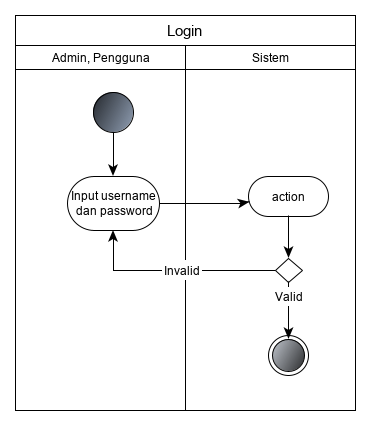 Login
Admin, Pengguna
Sistem
Input username
dan password
action
Invalid
Valid